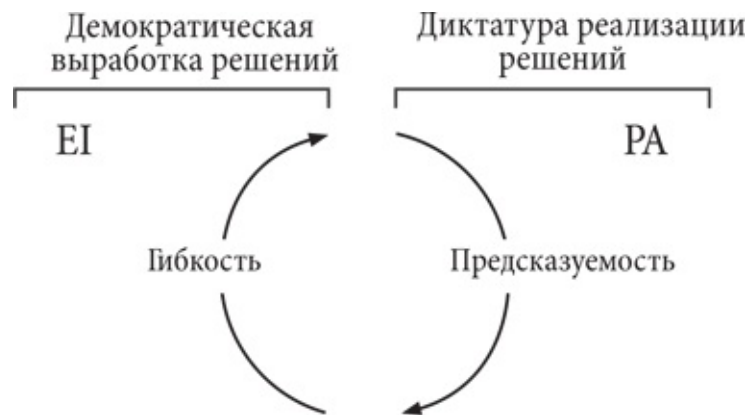 Демократическая
выработка решений
Диктатура реализации
решений
EI
PA
Гибкость
Предсказуемость